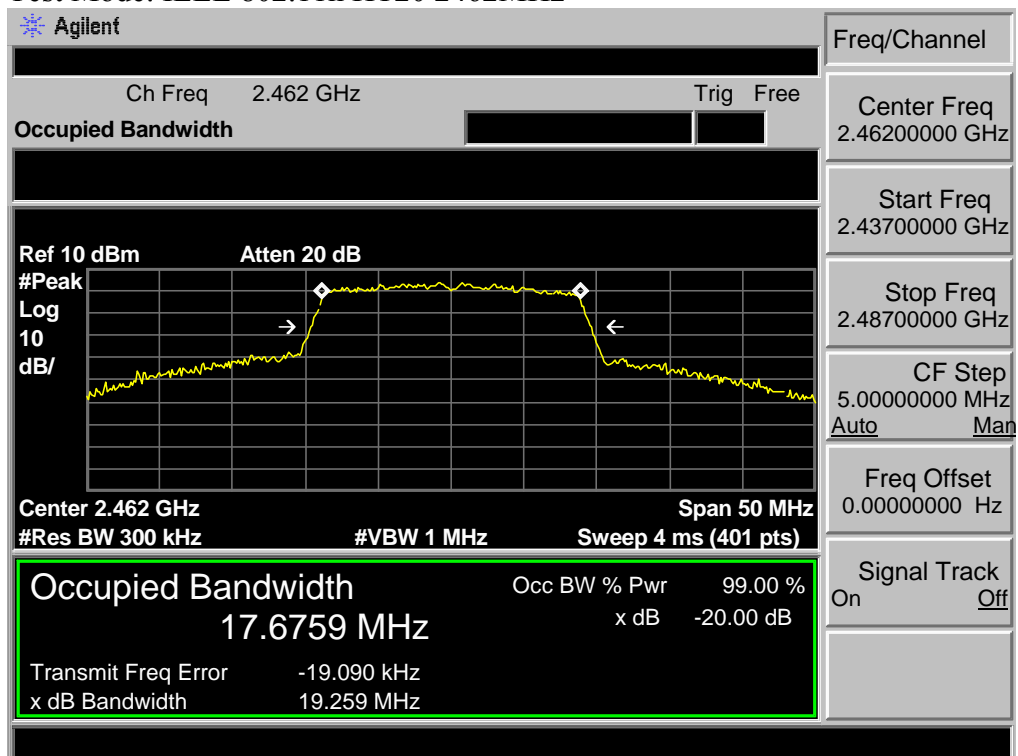 Agilent
Freq/Channel
Ch Freq 2.462 GHz Trig Free
Occupied Bandwidth
Center Freq
2.46200000 GHz
Start Freq
2.43700000 GHz
Stop Freq
2.48700000 GHz
CF Step
5.00000000 MHz
Auto Man
Freq Offset
0.00000000 Hz
Signal Track
On Off
Ref 10 dBm Atten 20 dB
#Peak
Log
10
dB/
Center 2.462 GHz Span 50 MHz
#Res BW 300 kHz #VBW 1 MHz Sweep 4 ms (401 pts)
Occupied Bandwidth
17.6759 MHz
Occ BW % Pwr 99.00 %
x dB -20.00 dB
Transmit Freq Error -19.090 kHz
x dB Bandwidth 19.259 MHz